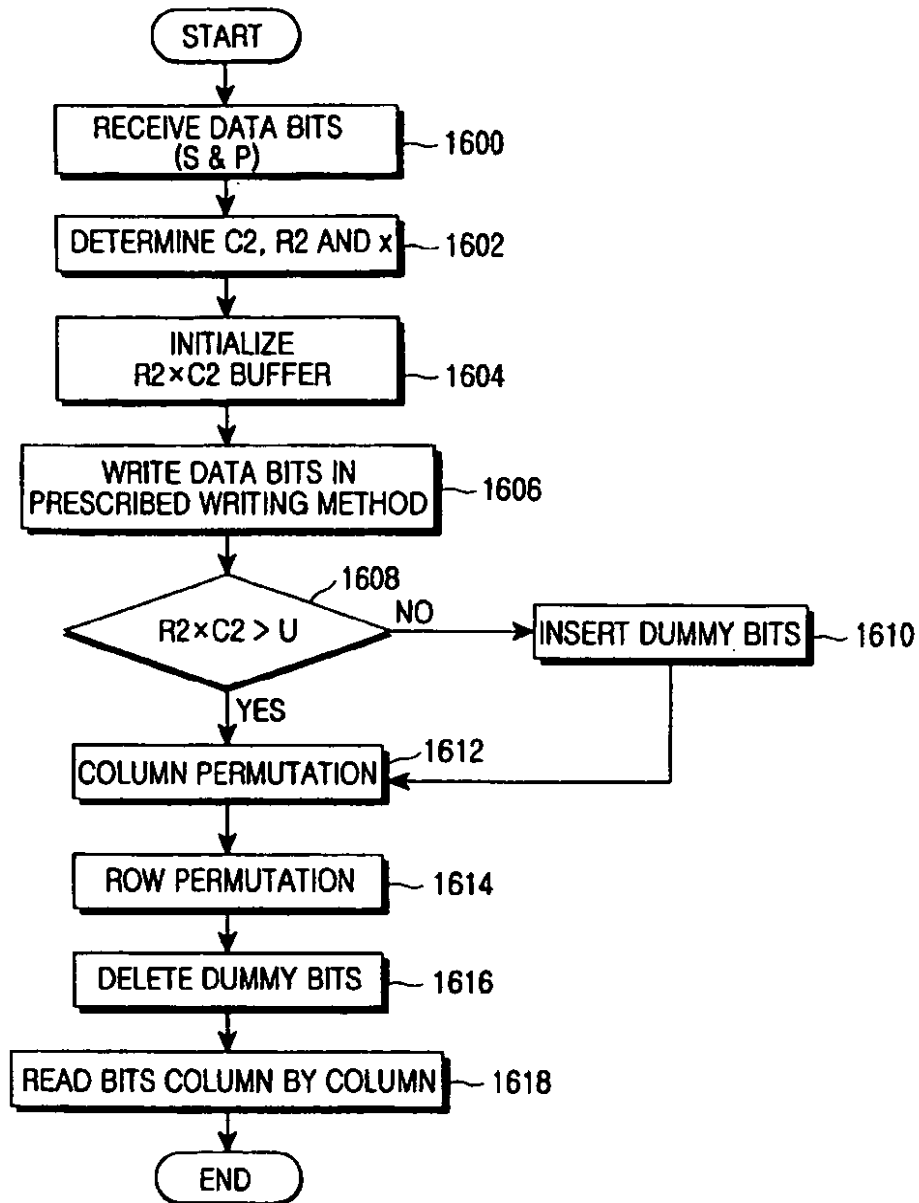 START
RECEIVE DATA BITS
(S & P)
1600
DETERMINE C2, R2 AND x
1602
INITIALIZE
R2×C2 BUFFER
1604
WRITE DATA BITS IN
PRESCRIBED WRITING METHOD
1606
1608
R2×C2 > U
NO
INSERT DUMMY BITS
1610
YES
1612
COLUMN PERMUTATION
ROW PERMUTATION
1614
DELETE DUMMY BITS
1616
READ BITS COLUMN BY COLUMN
1618
END